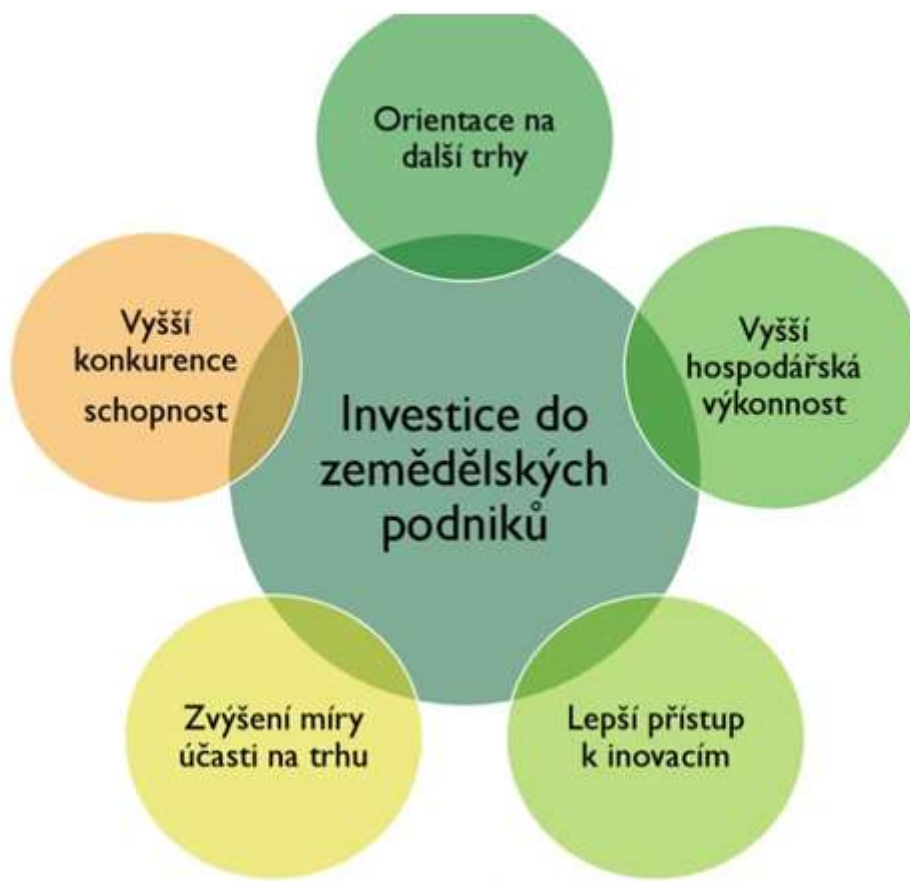 Orientace na
další trhy
Vyšší
konkurence
schopnost
Vyšší
hospodářská
výkonnost
Investice do
zemědělských
podniků
Zvýšení míry
účasti na trhu
Lepší přístup
k inovacím